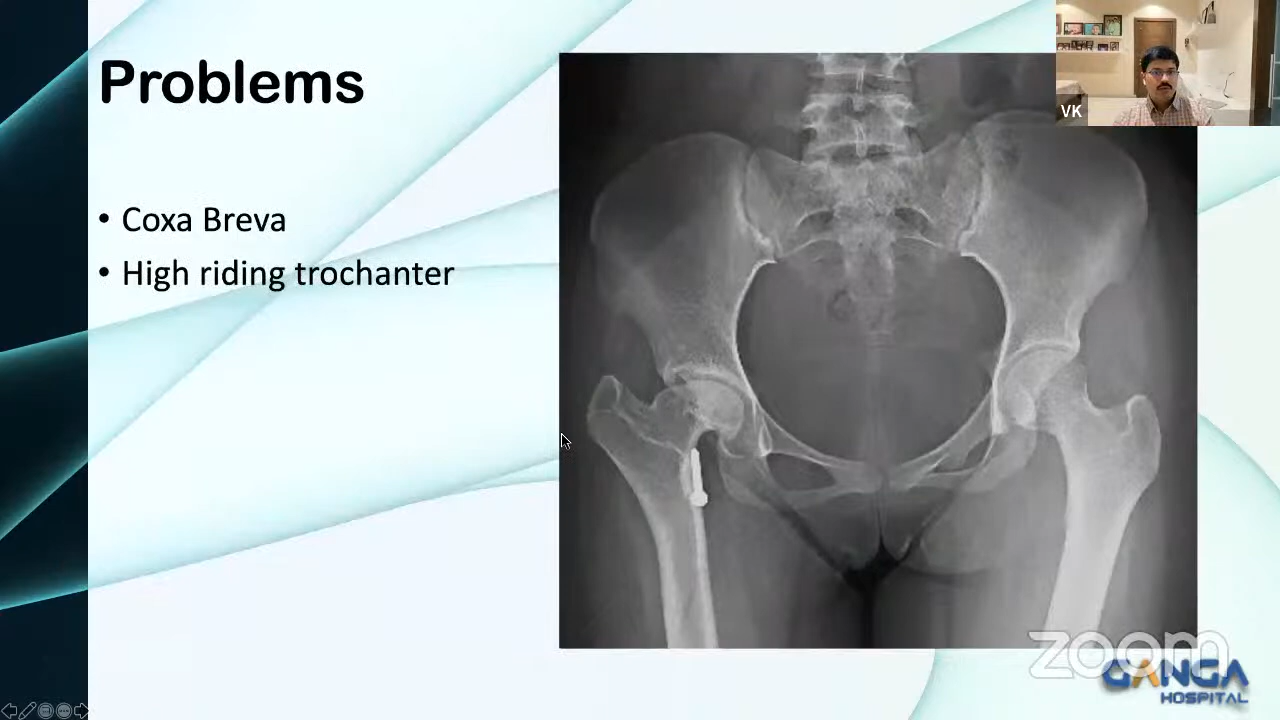 Problems
VK
• Coxa Breva
• High riding trochanter
zoom
GANGA
HOSPITAL